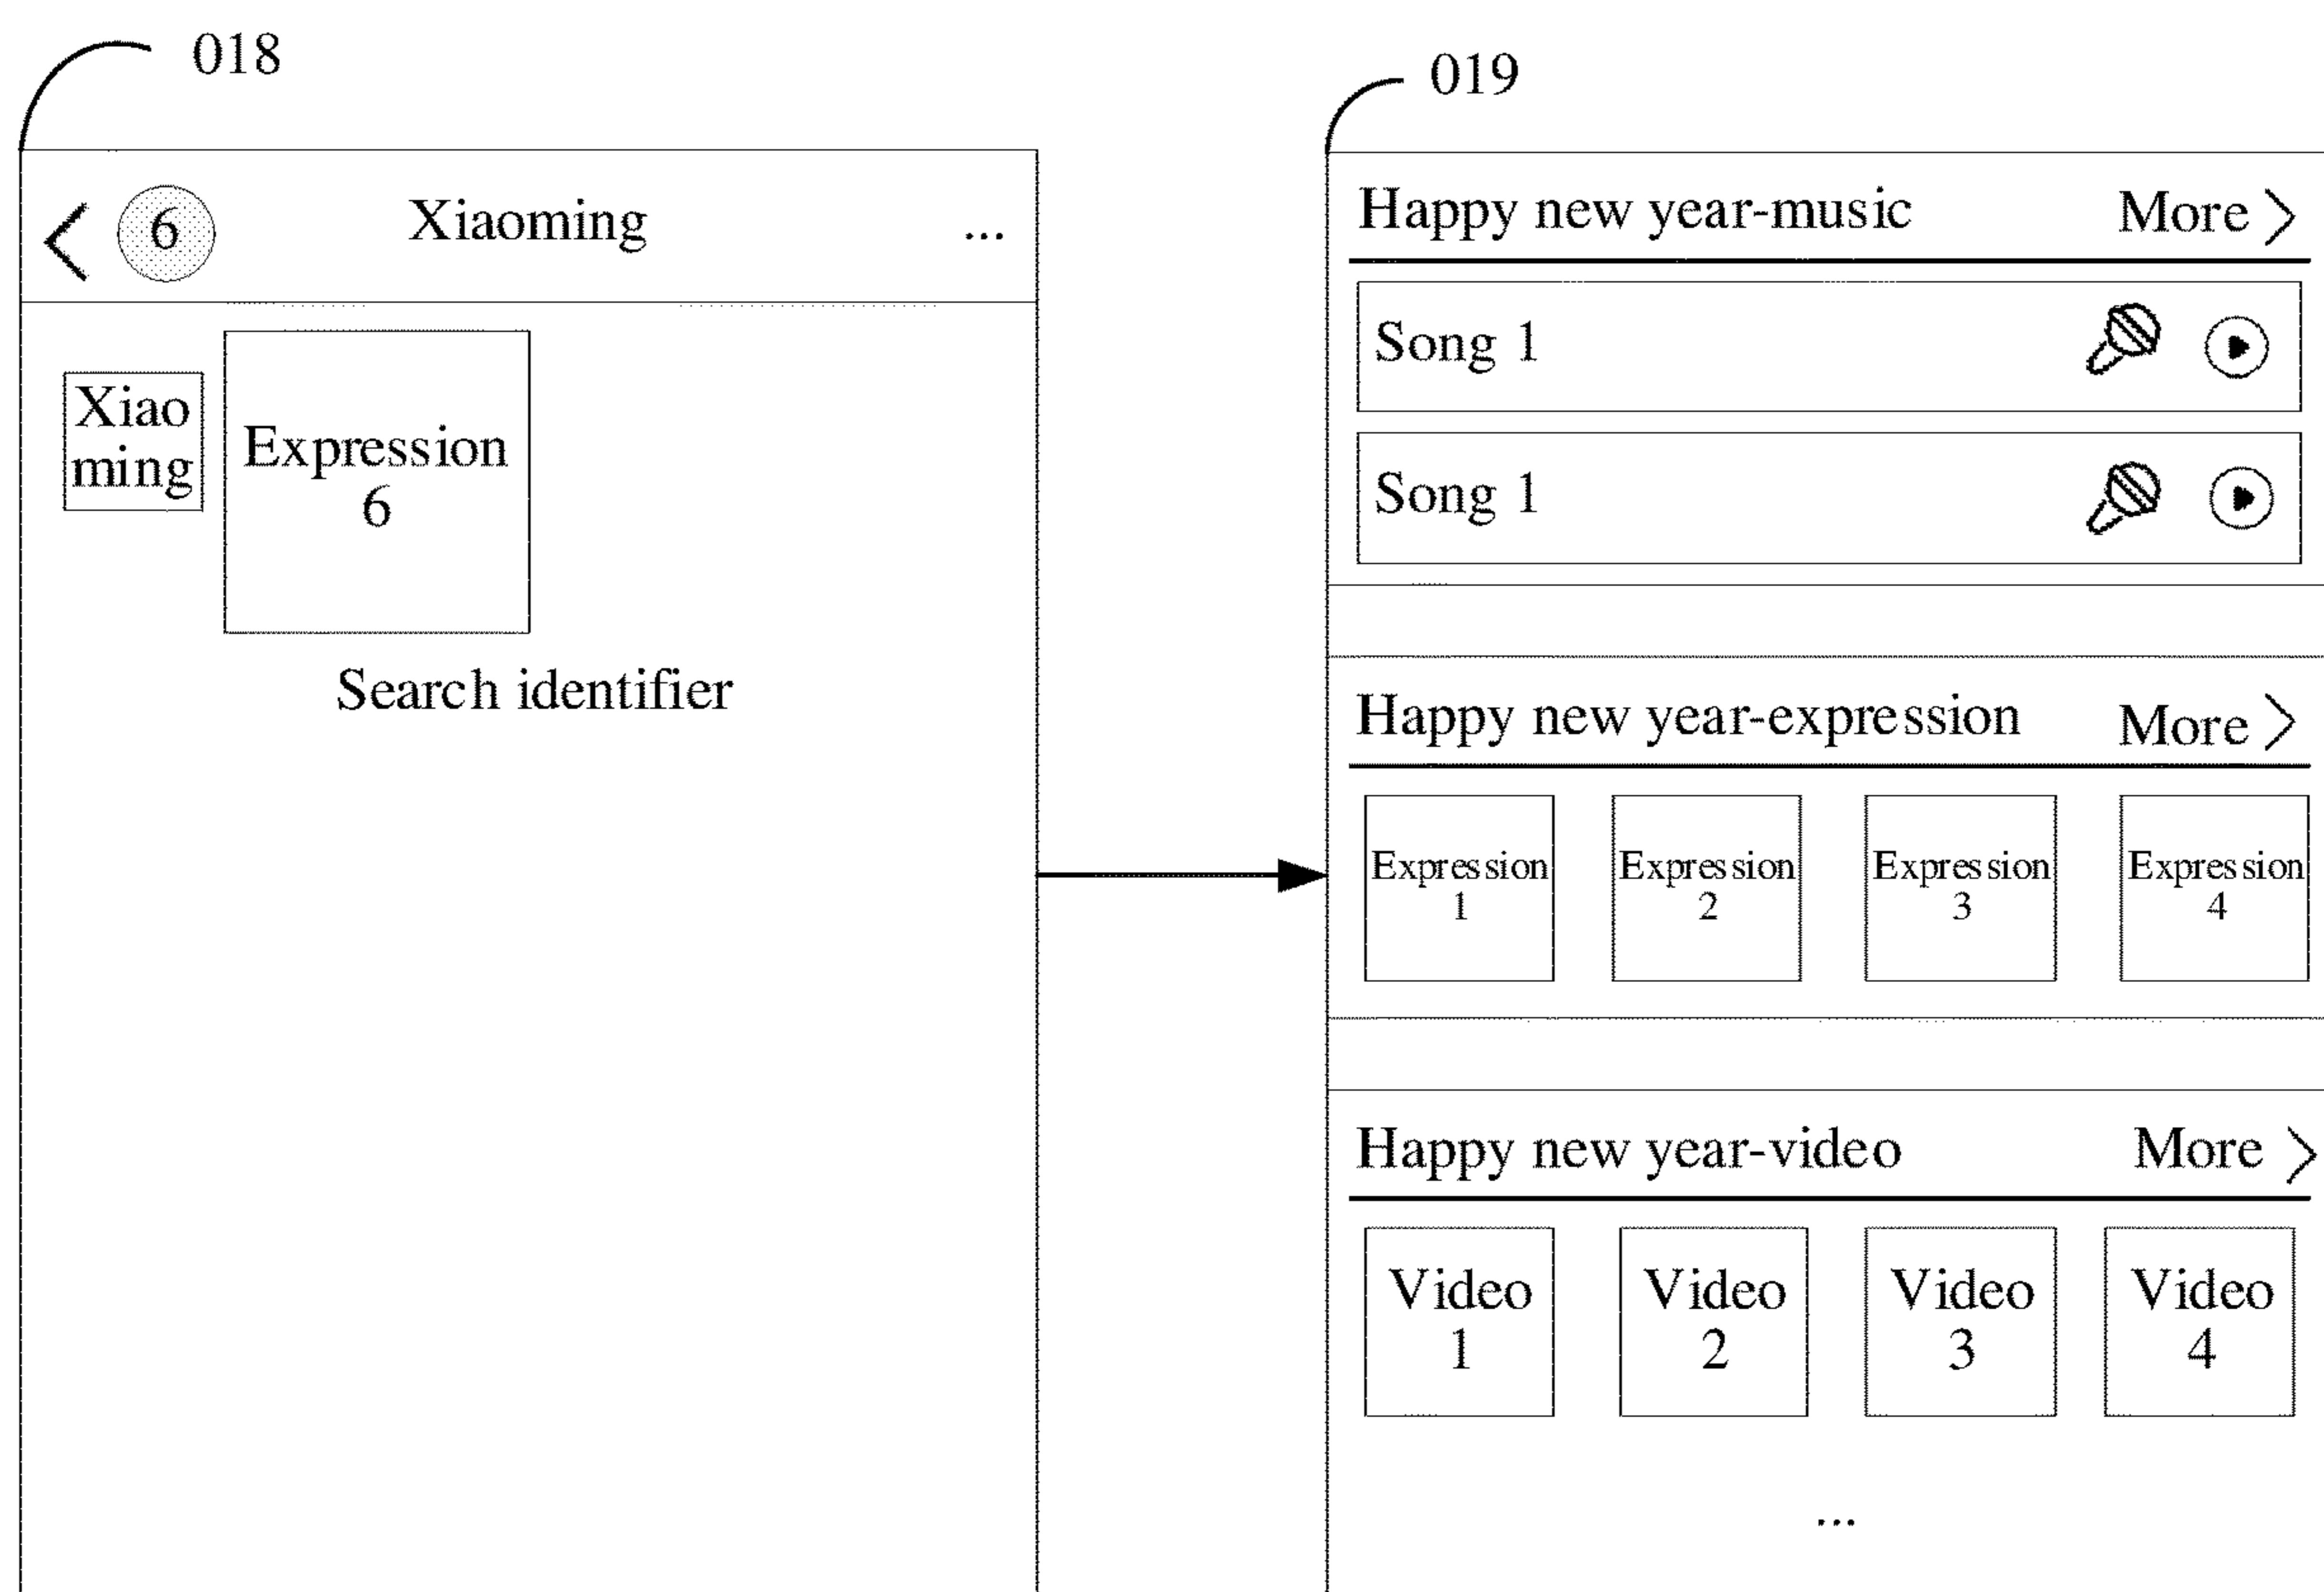 018
6
Xiaoming
...
Xiao
ming
Expression
6
Search identifier
019
Happy new year-music
More
Song 1
Song 1
Happy new year-expression
More
Expression
1
Expression
2
Expression
3
Expression
4
Happy new year-video
More
Video
1
Video
2
Video
3
Video
4
...